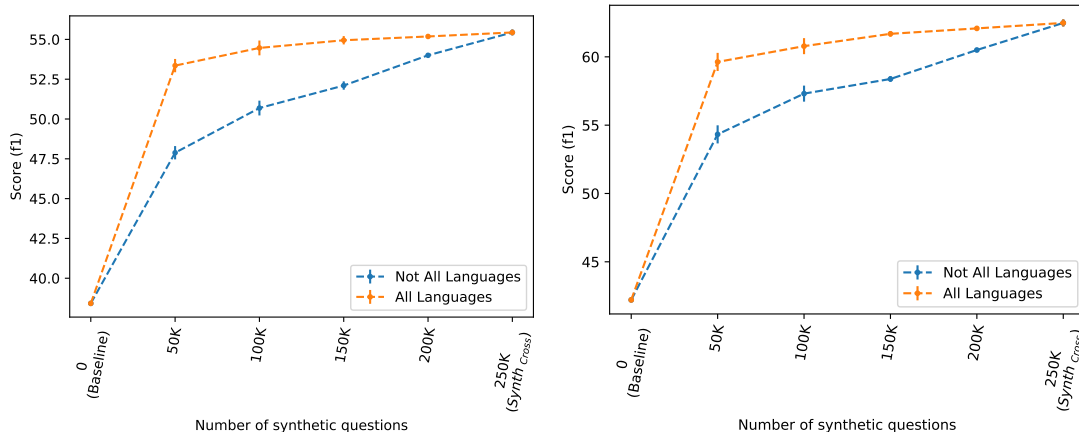 55.0
52.5
50.0
47.5
45.0
42.5
40.0
Score (f1)
Not All Languages
All Languages
0
(Baseline)
50K
100K
150K
200K
250K
(Synth Cross)
Number of synthetic questions
60
55
50
45
Score (f1)
Not All Languages
All Languages
0
(Baseline)
50K
100K
150K
200K
250K
(Synth Cross)
Number of synthetic questions